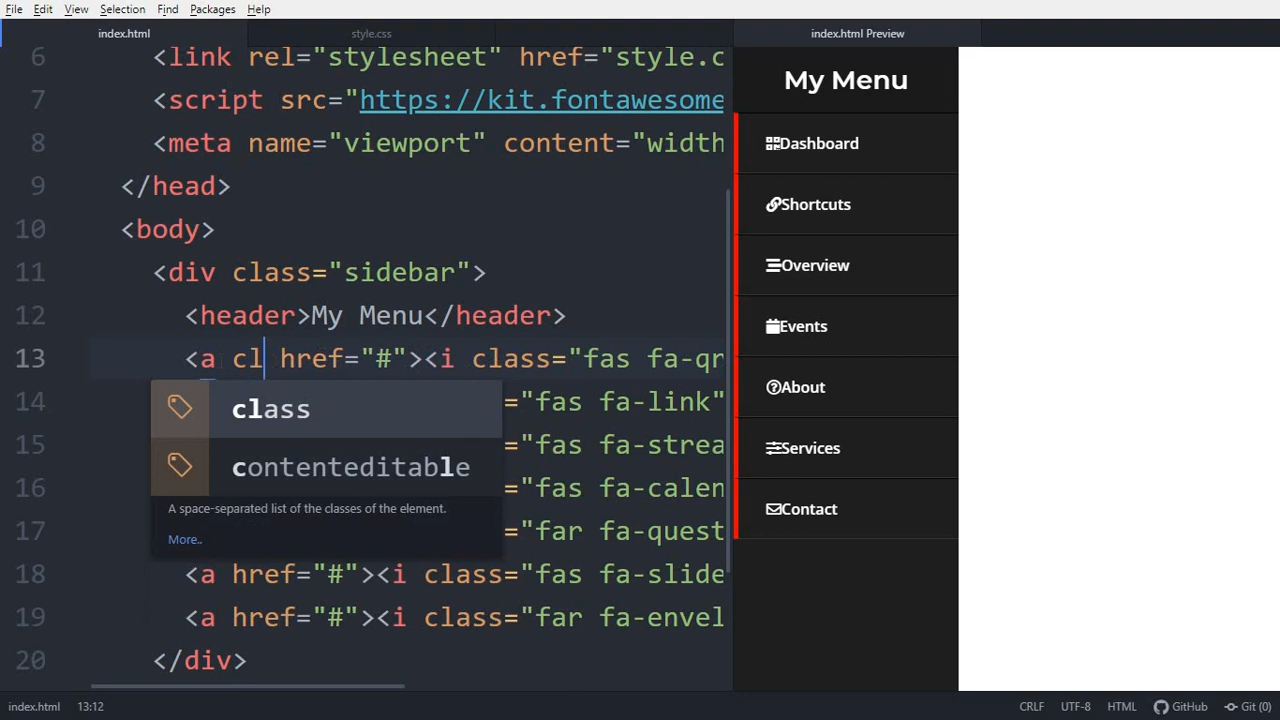 File Edit View Selection Find Packages Help
index.html style.css index.html Preview
6 <link rel="stylesheet" href="style.c
7 <script src="https://kit.fontawesome
8 <meta name="viewport" content="width
9 </head>
10 <body>
11 <div class="sidebar">
12 <header>My Menu</header>
13 <a cl href="#"><i class="fas fa-qr
14 ="fas fa-link"
15 ="fas fa-strea
16 ="fas fa-calen
17 ="far fa-quest
18 <a href="#"><i class="fas fa-slide
19 <a href="#"><i class="far fa-envel
20 </div>
class
contenteditable
A space-separated list of the classes of the element.
More..
My Menu
Dashboard
Shortcuts
Overview
Events
About
Services
Contact
index.html 13:12 CRLF UTF-8 HTML GitHub Git (0)